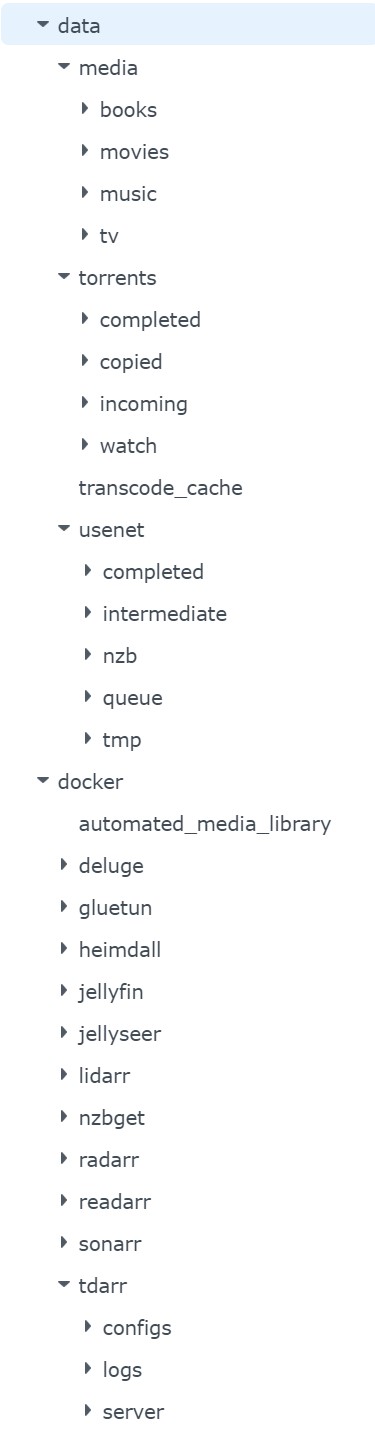 data
media
books
movies
music
tv
torrents
completed
copied
incoming
watch
transcode_cache
usenet
completed
intermediate
nzb
queue
tmp
docker
automated_media_library
deluge
gluetun
heimdall
jellyfin
jellyseer
lidarr
nzbget
radarr
readarr
sonarr
tdarr
configs
logs
server